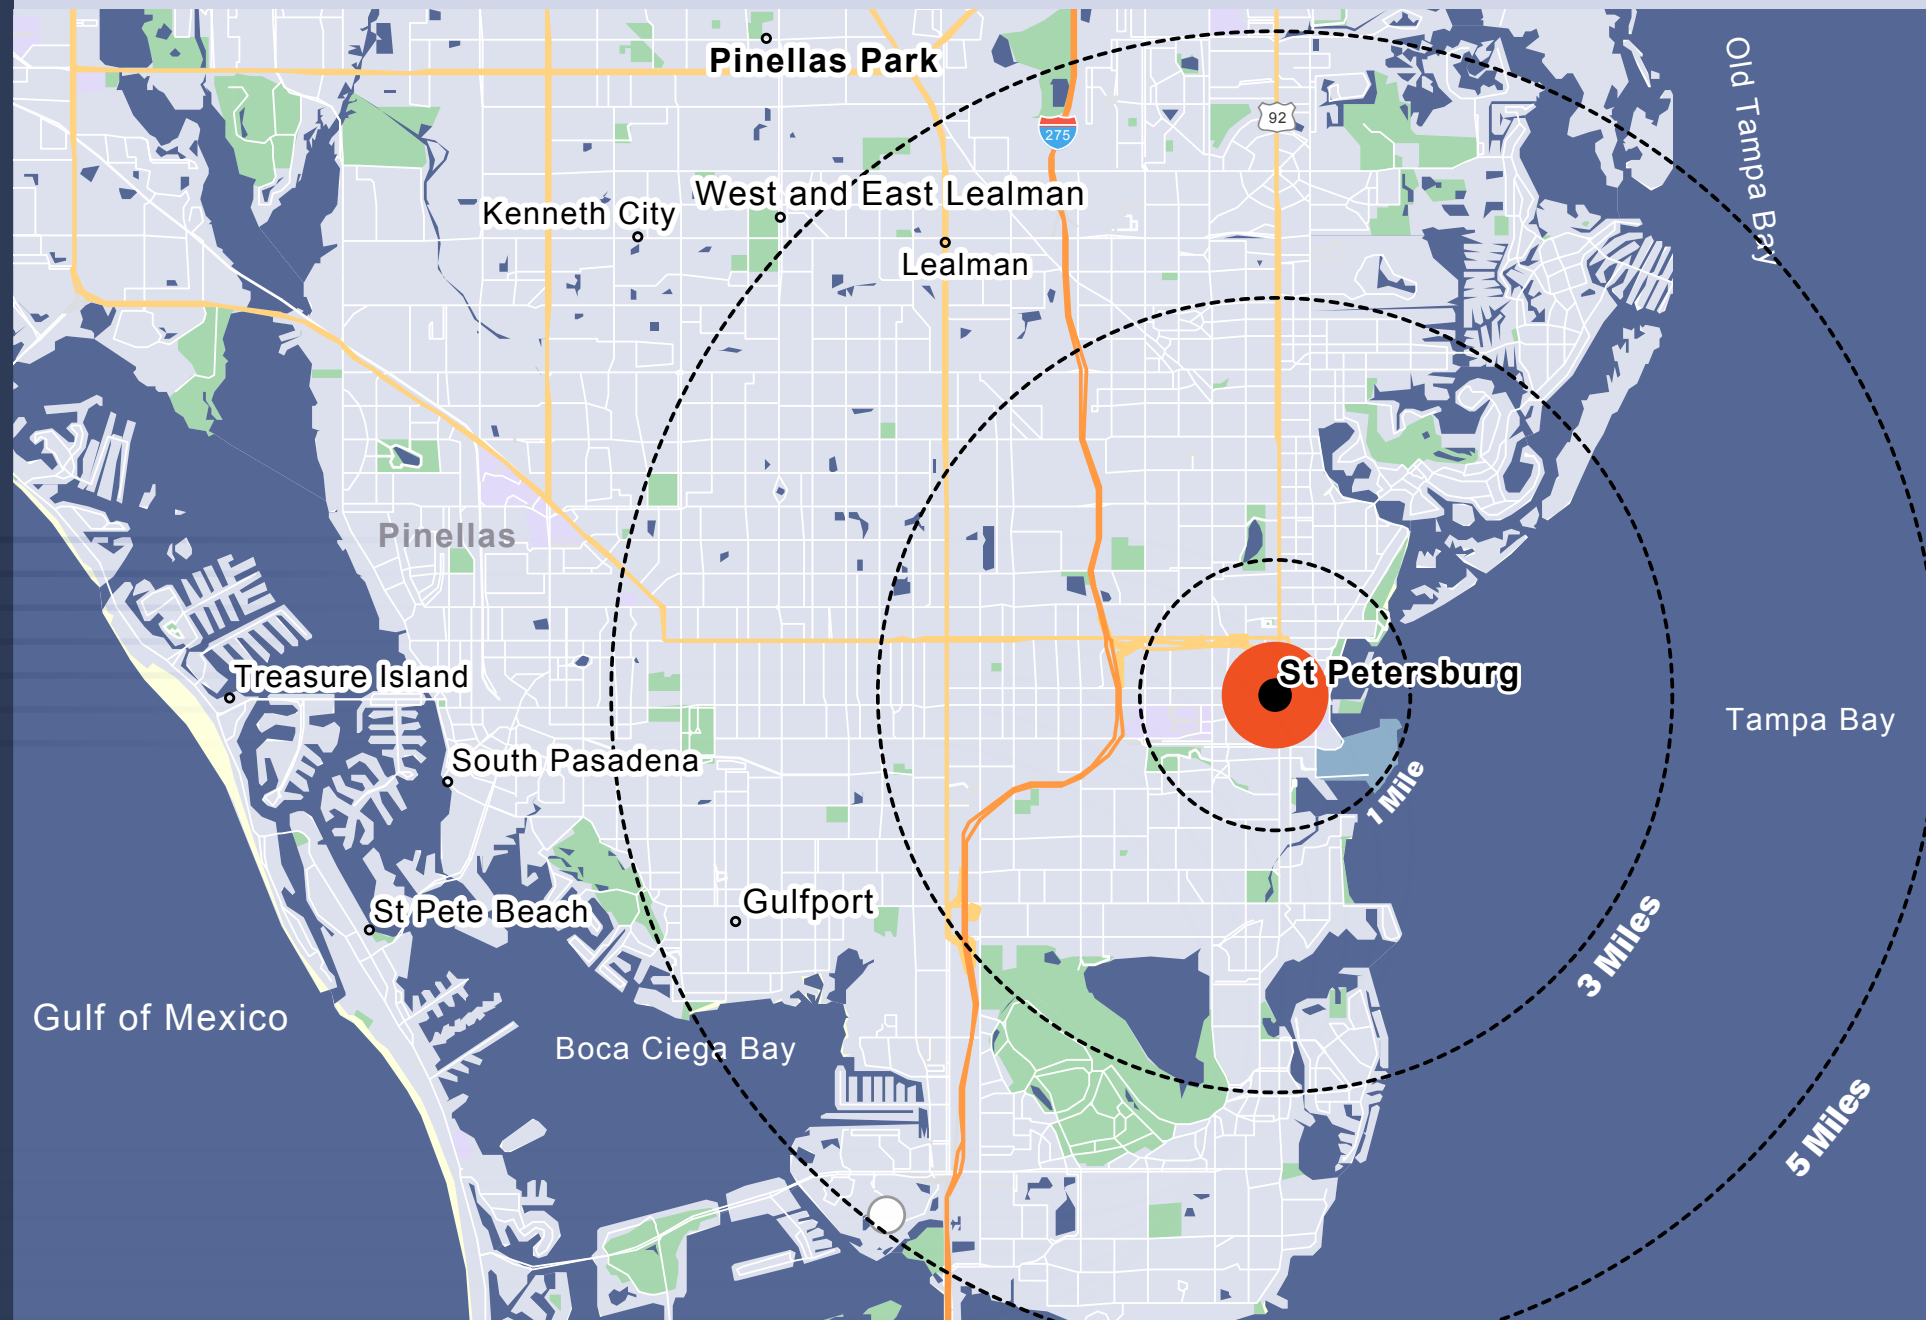 Pinellas Park
Old Tampa Bay
92
275
West and East Lealman
Kenneth City
Lealman
Pinellas
St Petersburg
Treasure Island
Tampa Bay
South Pasadena
1 Mile
Gulfport
St Pete Beach
3 Miles
Gulf of Mexico
Boca Ciega Bay
5 Miles